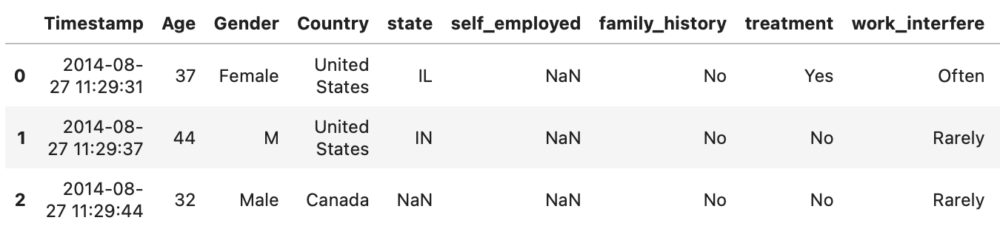 Timestamp Age Gender Country state self_employed family_history treatment work_interfere
0 2014-08-27 11:29:31 37 Female United States IL NaN No Yes Often
1 2014-08-27 11:29:37 44 M United States IN NaN No No Rarely
2 2014-08-27 11:29:44 32 Male Canada NaN NaN No No Rarely